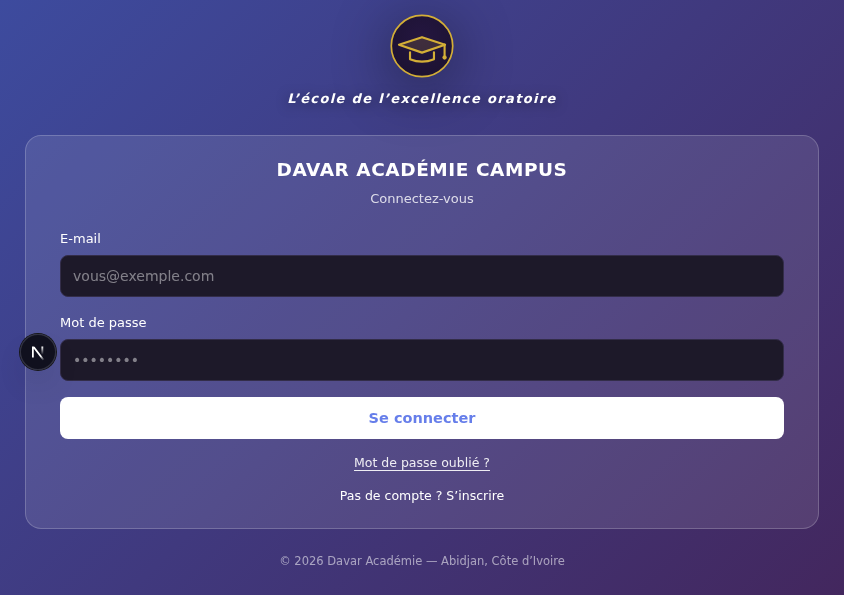 L’école de l’excellence oratoire
DAVAR ACADÉMIE CAMPUS
Connectez-vous
E-mail
vous@exemple.com
Mot de passe
••••••••
Se connecter
Mot de passe oublié ?
Pas de compte ? S’inscrire
© 2026 Davar Académie — Abidjan, Côte d’Ivoire